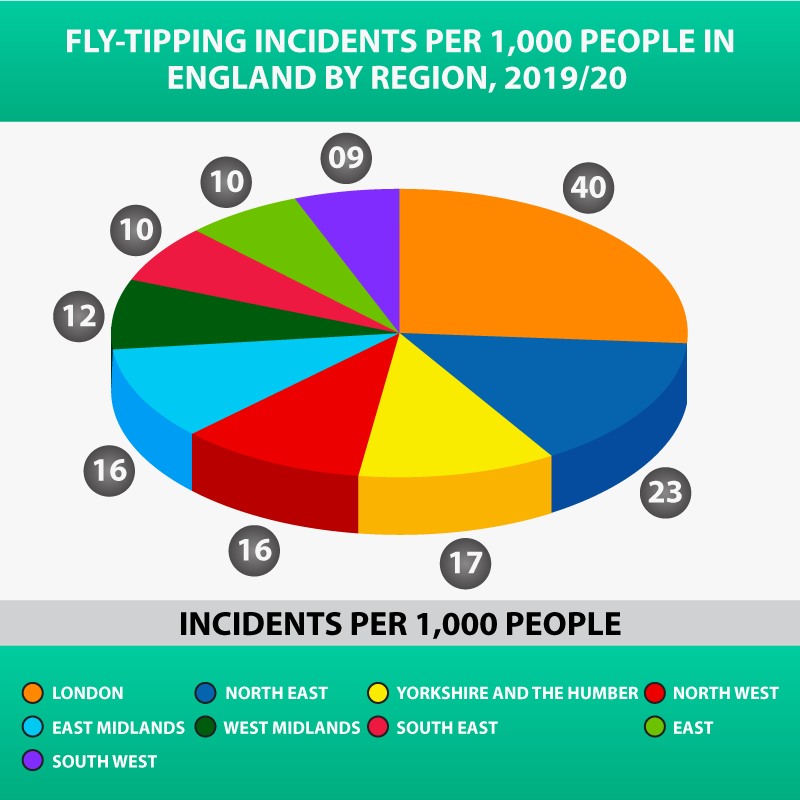 FLY-TIPPING INCIDENTS PER 1,000 PEOPLE IN
ENGLAND BY REGION, 2019/20
09
40
10
10
12
16
23
16
17
INCIDENTS PER 1,000 PEOPLE
LONDON
NORTH EAST
YORKSHIRE AND THE HUMBER
NORTH WEST
EAST MIDLANDS
WEST MIDLANDS
SOUTH EAST
EAST
SOUTH WEST